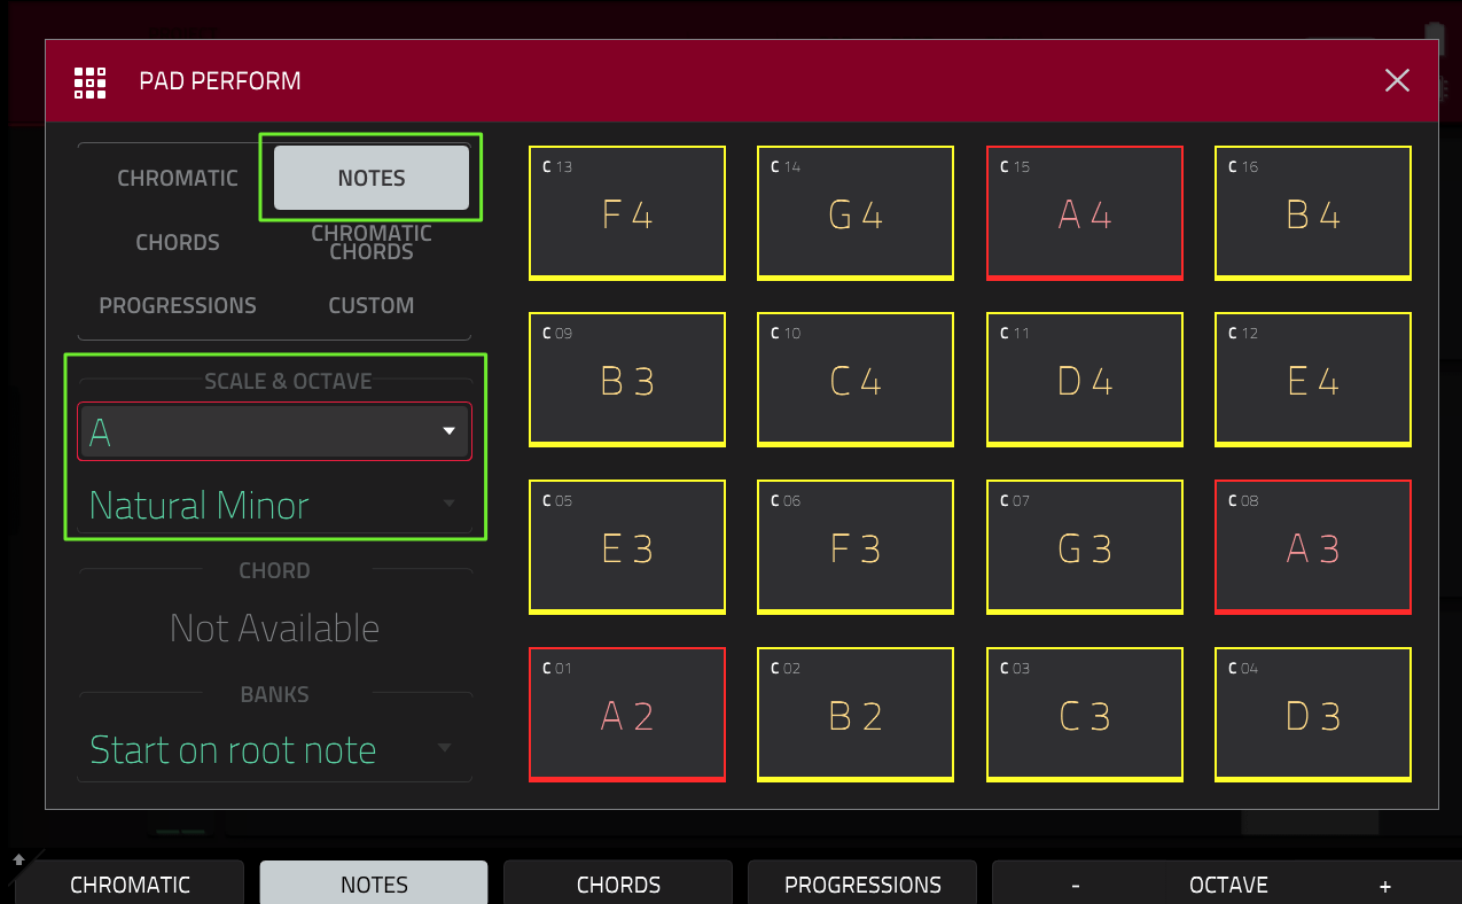 PAD PERFORM
CHROMATIC
NOTES
CHORDS
CHROMATIC
CHORDS
PROGRESSIONS
CUSTOM
SCALE & OCTAVE
A
Natural Minor
CHORD
Not Available
BANKS
Start on root note
C 13
F 4
C 14
G 4
C 15
A 4
C 16
B 4
C 09
B 3
C 10
C 4
C 11
D 4
C 12
E 4
C 05
E 3
C 06
F 3
C 07
G 3
C 08
A 3
C 01
A 2
C 02
B 2
C 03
C 3
C 04
D 3
CHROMATIC
NOTES
CHORDS
PROGRESSIONS
- OCTAVE +